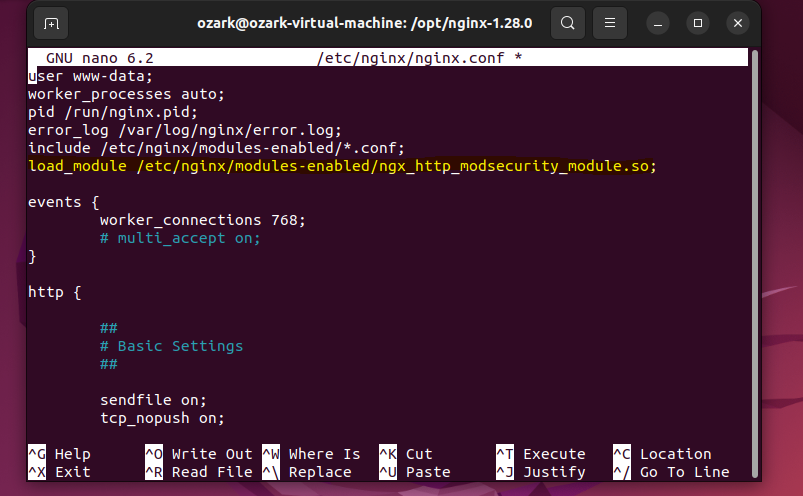 ozark@ozark-virtual-machine: /opt/nginx-1.28.0
GNU nano 6.2 /etc/nginx/nginx.conf *
user www-data;
worker_processes auto;
pid /run/nginx.pid;
error_log /var/log/nginx/error.log;
include /etc/nginx/modules-enabled/*.conf;
load_module /etc/nginx/modules-enabled/ngx_http_modsecurity_module.so;
events {
worker_connections 768;
# multi_accept on;
}
http {
##
# Basic Settings
##
sendfile on;
tcp_nopush on;
^G Help ^O Write Out ^W Where Is ^K Cut ^T Execute ^C Location
^X Exit ^R Read File ^\ Replace ^U Paste ^J Justify ^/ Go To Line